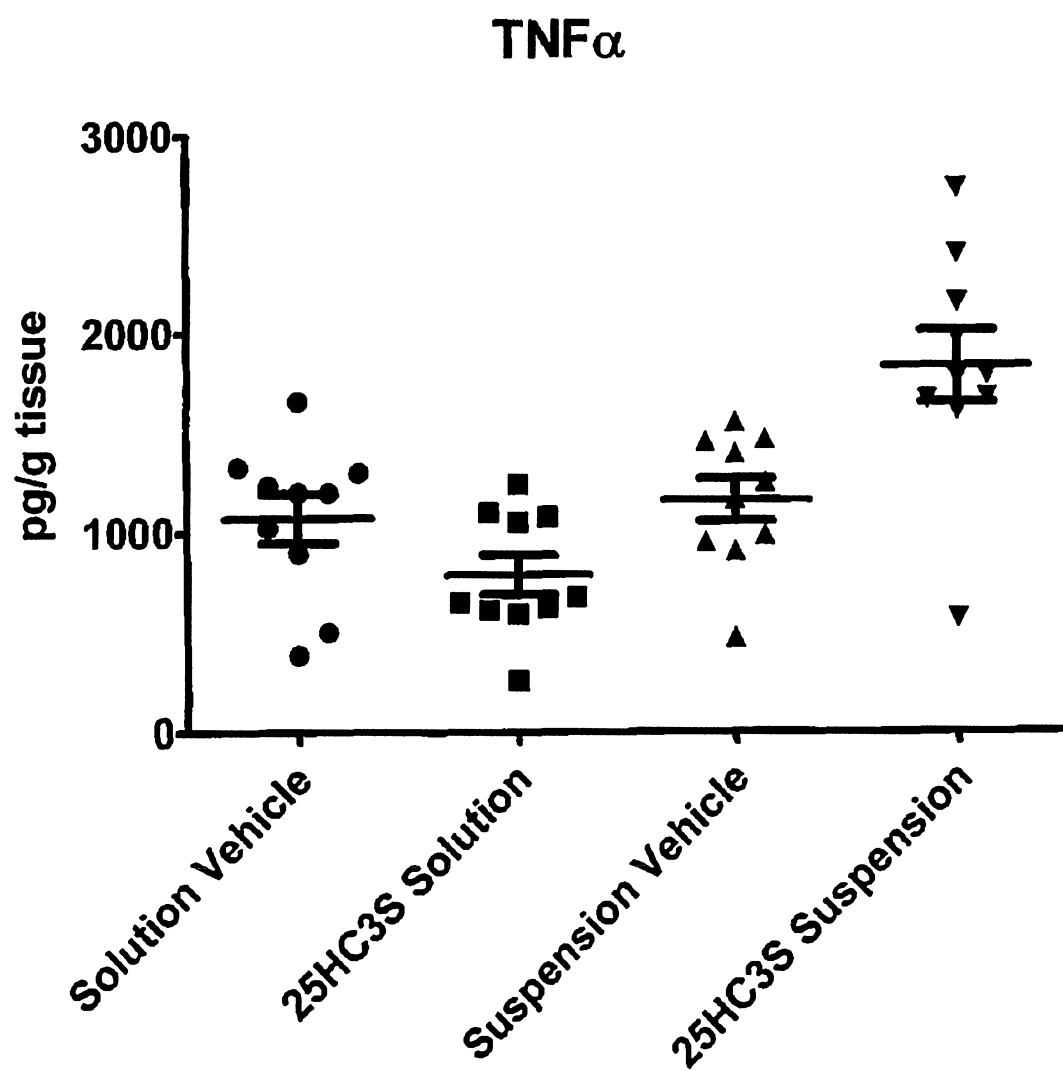 TNFα
3000
2000
1000
0
pg/g tissue
Solution Vehicle
25HC3S Solution
Suspension Vehicle
25HC3S Suspension